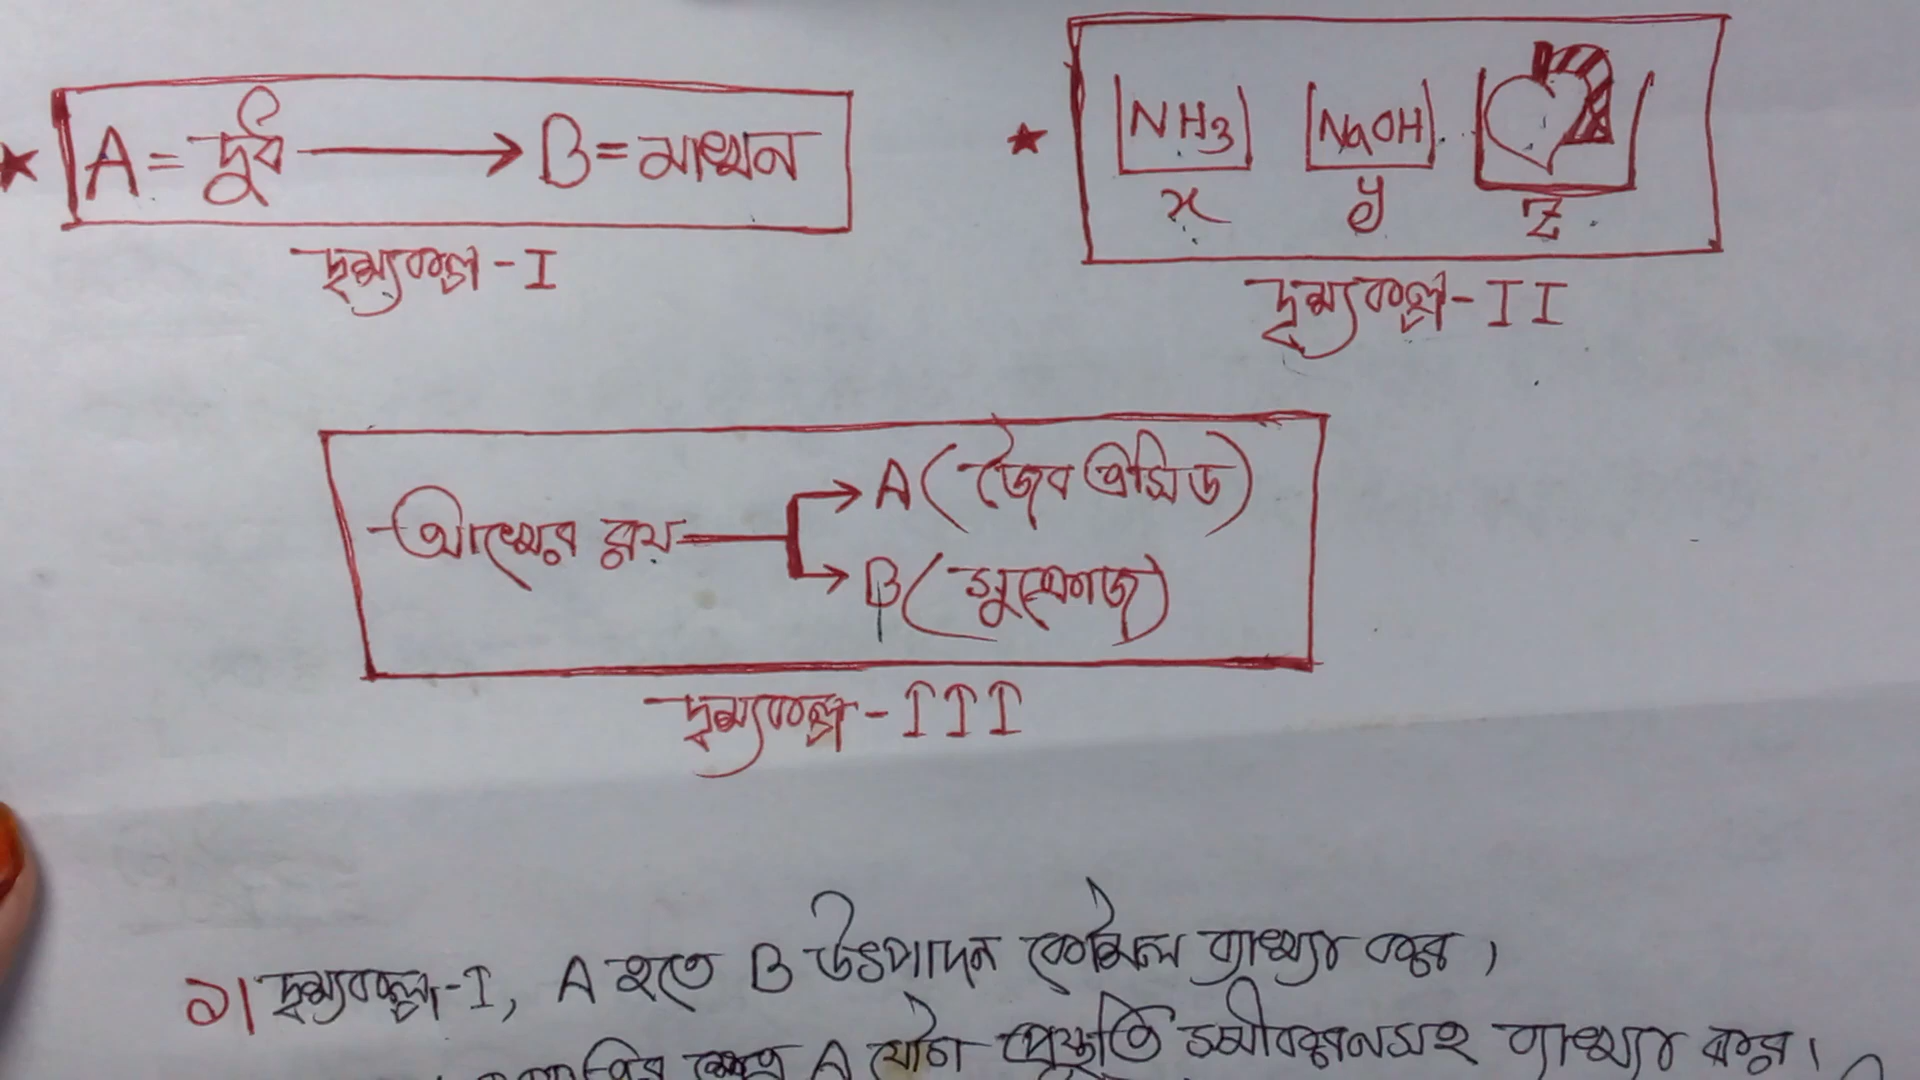 A = দুধ → B = মাখন
দৃশ্যকল্প - I
NH3 NaOH
x y z
দৃশ্যকল্প - II
আখের রস
A (জৈব এসিড)
B (সুক্রোজ)
দৃশ্যকল্প - III
১। দৃশ্যকল্প-I, A হতে B উৎপাদন কৌশল ব্যাখ্যা কর।
A যৌগ প্রস্তুতি সমীকরণসহ ব্যাখ্যা কর।